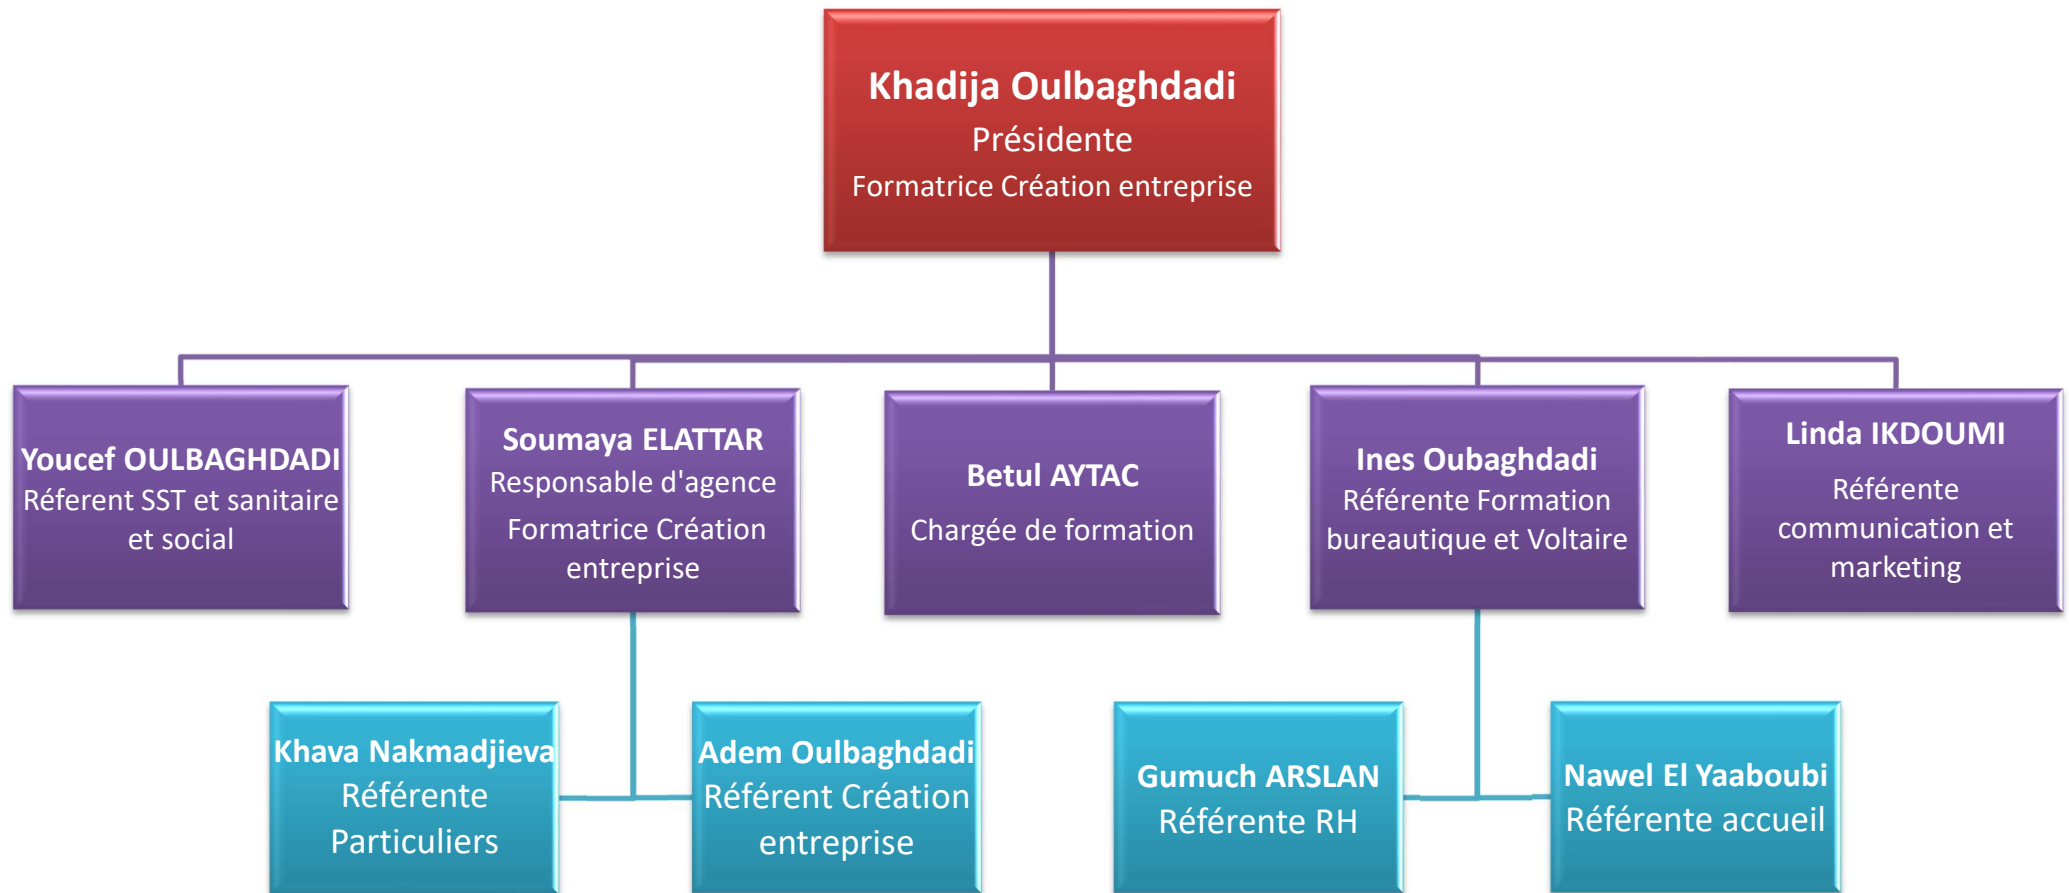 Khadija Oulbaghdadi
Présidente
Formatrice Création entreprise
Youcef OULBAGHDADI
Réferent SST et sanitaire
et social
Soumaya ELATTAR
Responsable d'agence
Formatrice Création
entreprise
Betul AYTAC
Chargée de formation
Ines Oubaghdadi
Référente Formation
bureautique et Voltaire
Linda IKDOUMI
Référente
communication et
marketing
Khava Nakmadjieva
Référente
Particuliers
Adem Oulbaghdadi
Référent Création
entreprise
Gumuch ARSLAN
Référente RH
Nawel El Yaaboubi
Référente accueil